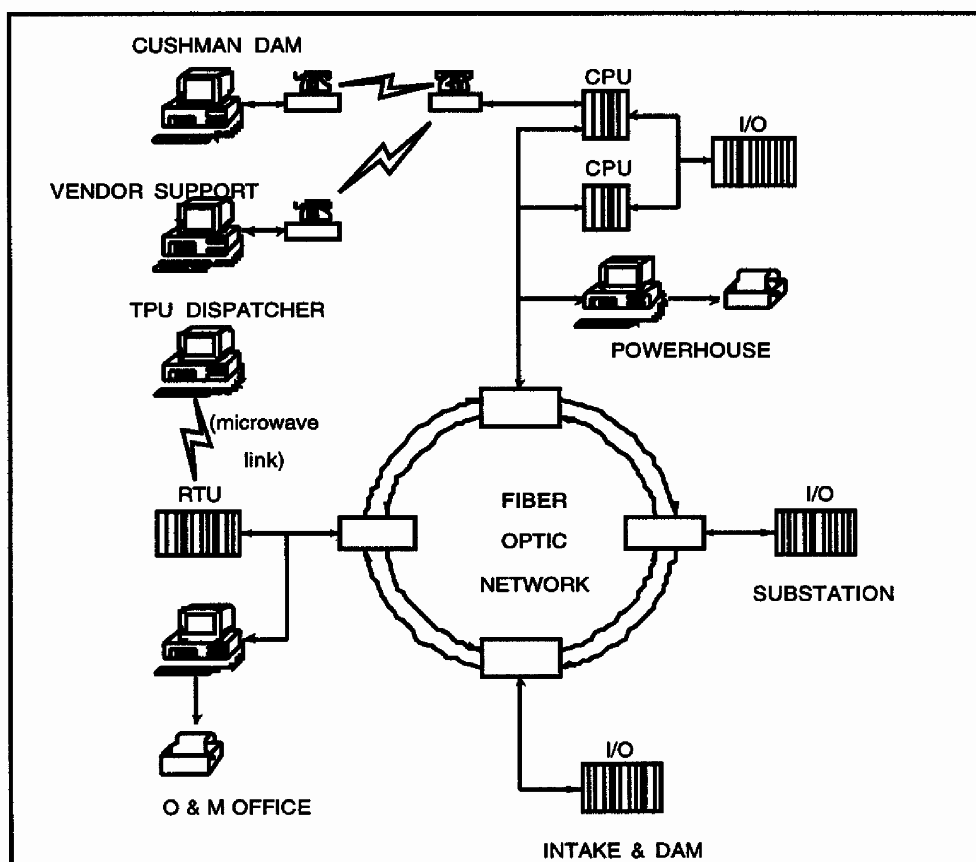 CUSHMAN DAM
CPU
I/O
CPU
VENDOR SUPPORT
TPU DISPATCHER
POWERHOUSE
(microwave
link)
RTU
FIBER
OPTIC
NETWORK
I/O
SUBSTATION
I/O
O & M OFFICE
INTAKE & DAM